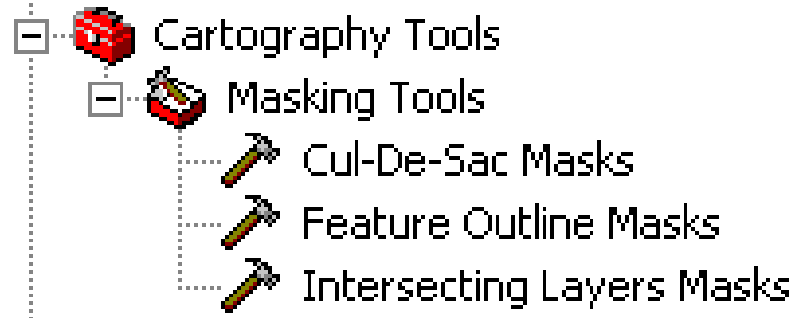 Cartography Tools
Masking Tools
Cul-De-Sac Masks
Feature Outline Masks
Intersecting Layers Masks